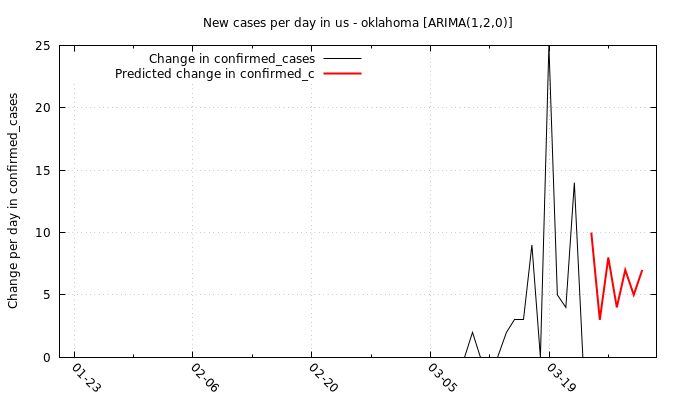 New cases per day in us - oklahoma [ARIMA(1,2,0)]
Change in confirmed_cases
Predicted change in confirmed_c
Change per day in confirmed_cases
25
20
15
10
5
0
01-23
02-06
02-20
03-05
03-19